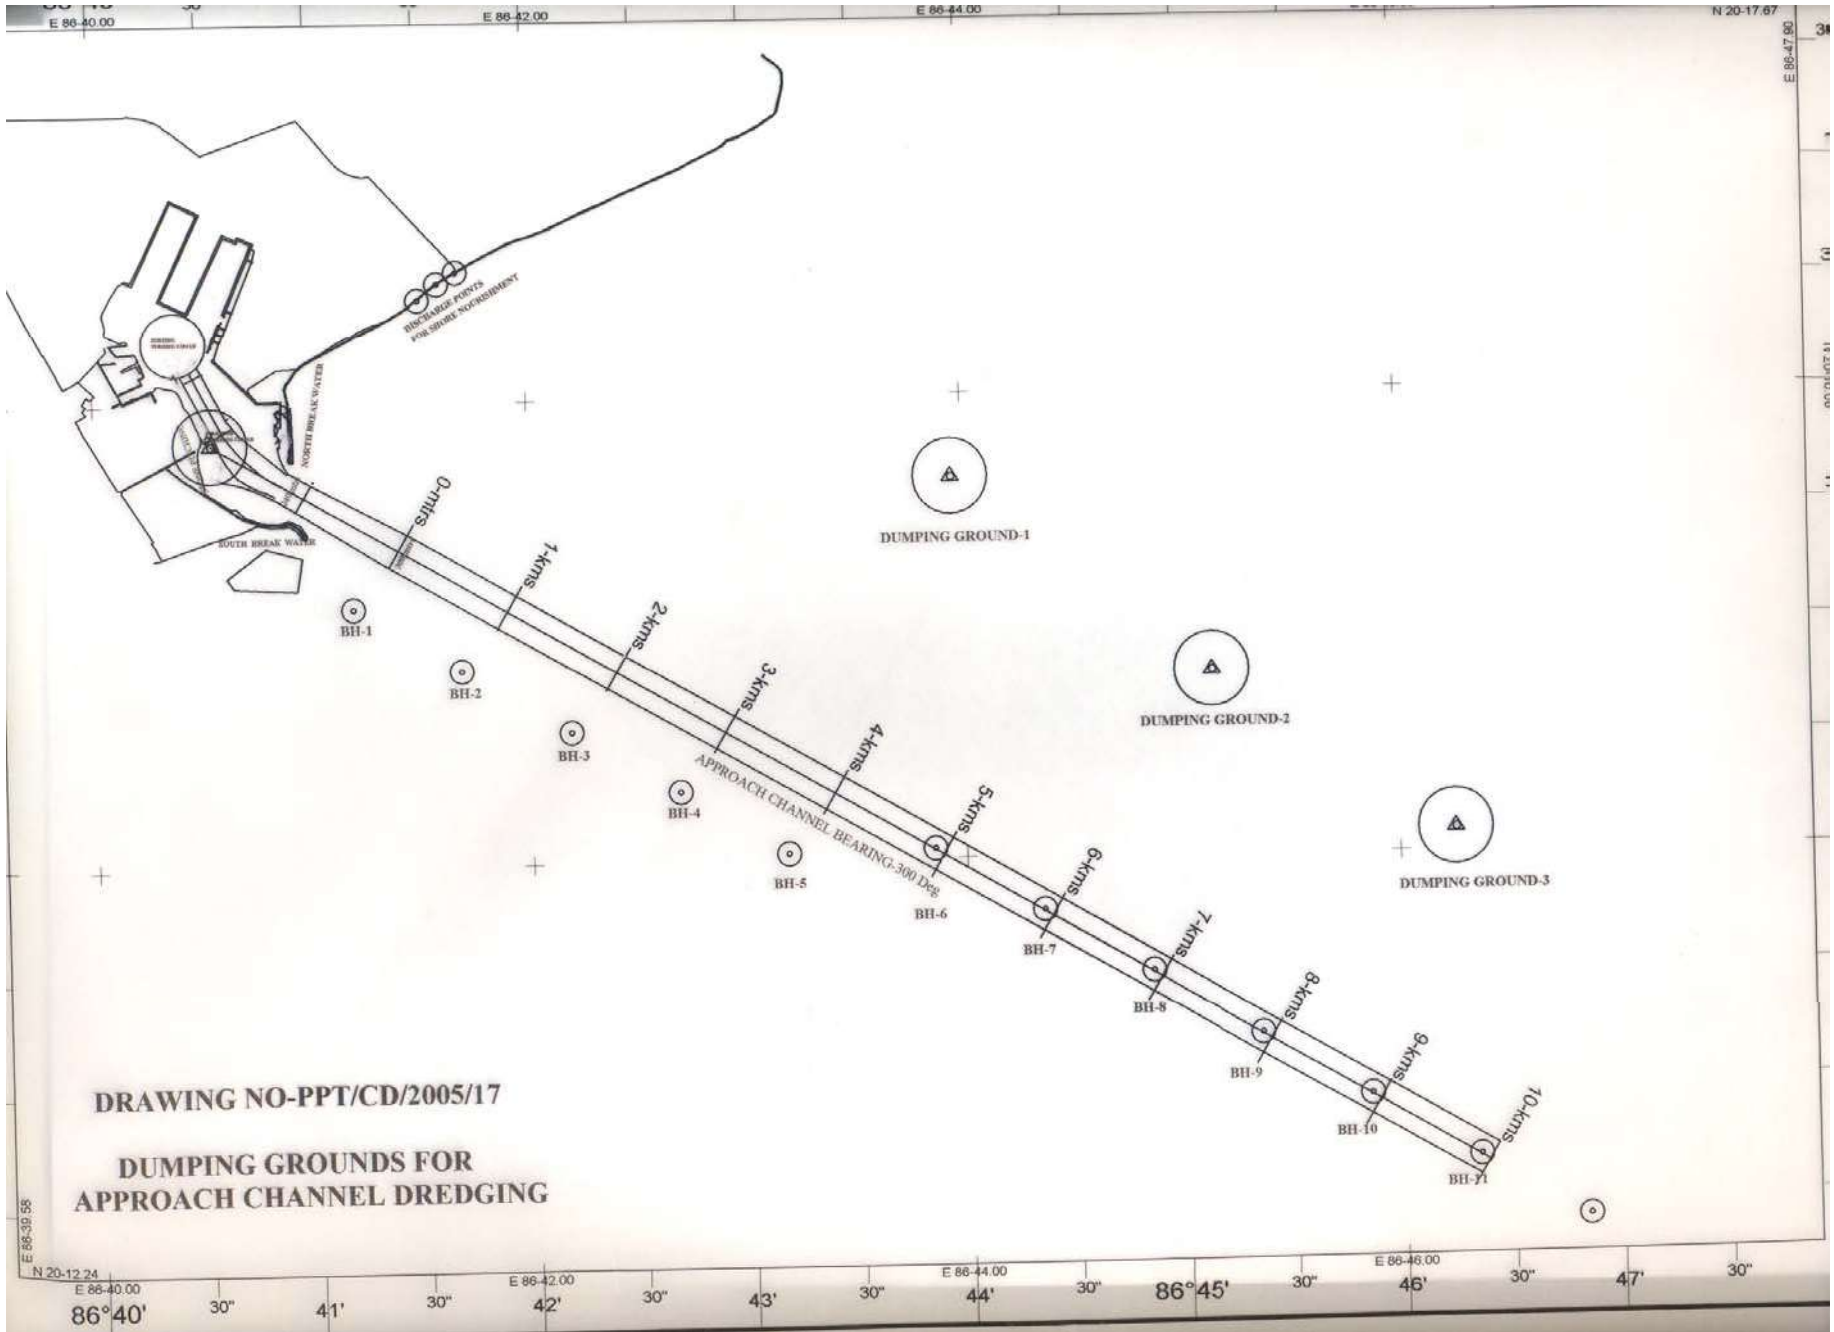 E 86-40.00
E 86-42.00
E 86-44.00
N 20-17.67
E 86-47.90
DISCHARGE POINTS
FOR SHORE NOURISHMENT
NORTH BREAK WATER
SOUTH BREAK WATER
0-mtrs
1-kms
2-kms
3-kms
4-kms
5-kms
6-kms
7-kms
8-kms
9-kms
10-kms
DUMPING GROUND-1
DUMPING GROUND-2
DUMPING GROUND-3
APPROACH CHANNEL BEARING-300 Deg
BH-1
BH-2
BH-3
BH-4
BH-5
BH-6
BH-7
BH-8
BH-9
BH-10
BH-11
DRAWING NO-PPT/CD/2005/17
DUMPING GROUNDS FOR
APPROACH CHANNEL DREDGING
E 86-39.58
N 20-12.24
E 86-40.00
E 86-42.00
E 86-44.00
E 86-46.00
86°40' 30" 41' 30" 42' 30" 43' 30" 44' 30" 86°45' 30" 46' 30" 47' 30"